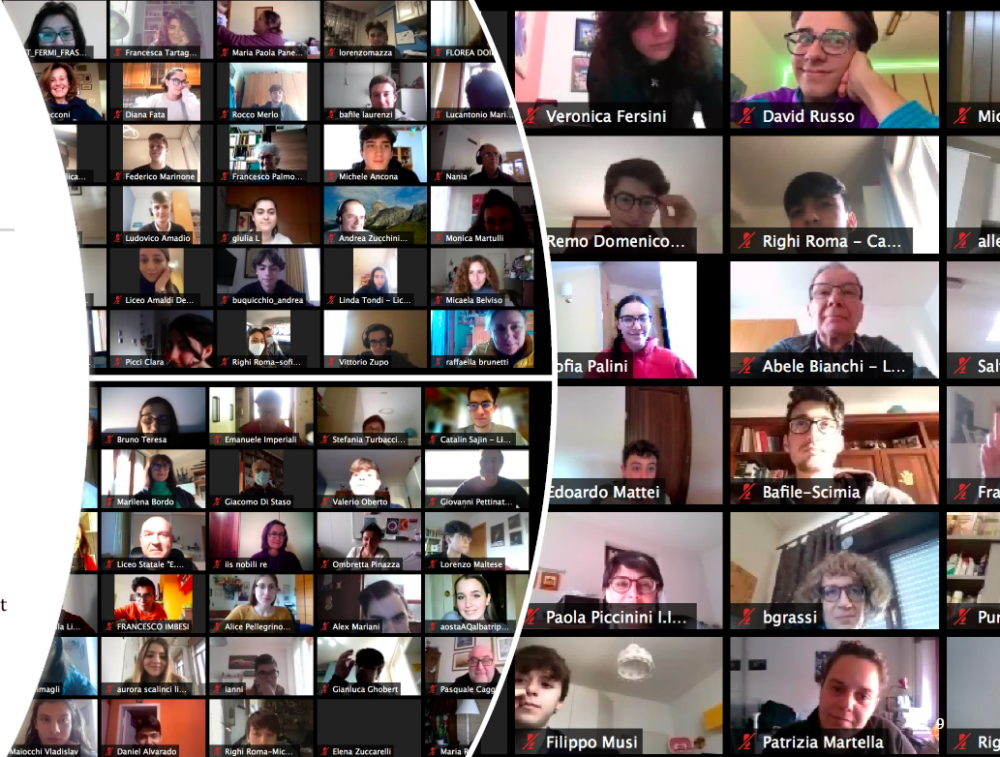 T_FERMI_FRAS...
Francesca Tartag...
Maria Paola Pane...
lorenzomazza
FLOREA DO
cconi
Diana Fata
Rocco Merlo
bafile laurenzi
Lucantonio Mari...
lica...
Federico Marinone
Francesco Palmo...
Michele Ancona
Nania
Ludovico Amadio
giulia L
Andrea Zucchini...
Monica Martulli
Liceo Amaldi De...
buquicchio_andrea
Linda Tondi – Lic...
Micaela Belviso
Picci Clara
Righi Roma-sofi...
Vittorio Zupo
raffaella brunetti
Bruno Teresa
Emanuele Imperiali
Stefania Turbacci...
Catalin Sajin – Li...
Marilena Bordo
Giacomo Di Staso
Valerio Oberto
Giovanni Pettinat...
Liceo Statale "E....
iis nobili re
Ombretta Pinazza
Lorenzo Maltese
t
la Li...
FRANCESCO IMBESI
Alice Pellegrino...
Alex Mariani
aostaAQalbatrip...
imagli
aurora scalinci li...
ianni
Gianluca Ghobert
Pasquale Cagg
Maiocchi Vladislav
Daniel Alvarado
Righi Roma-Mic...
Elena Zuccarelli
Maria R
Veronica Fersini
David Russo
Mic
Remo Domenico...
Righi Roma – Ca...
alle
ofia Palini
Abele Bianchi – L...
Sal
Edoardo Mattei
Bafile-Scimia
Fra
Paola Piccinini I.I...
bgrassi
Pu
Filippo Musi
Patrizia Martella
Ric
9